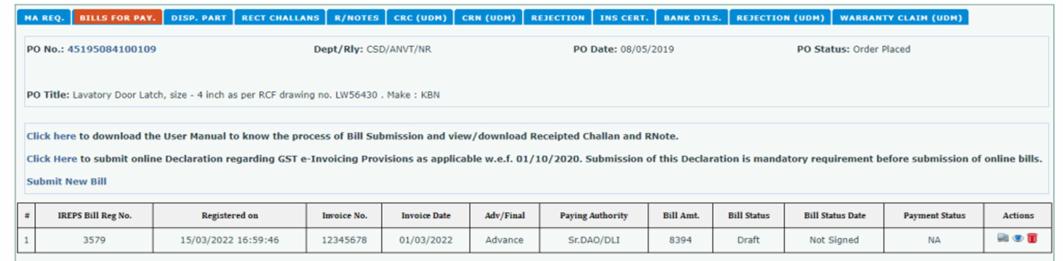 MA REQ. BILLS FOR PAY. DISP. PART RECT CHALLANS R/NOTES CRC (UDM) CRN (UDM) REJECTION INS CERT. BANK DTLS. REJECTION (UDM) WARRANTY CLAIM (UDM)
PO No.: 45195084100109 Dept/Rly: CSD/ANVT/NR PO Date: 08/05/2019 PO Status: Order Placed
PO Title: Lavatory Door Latch, size - 4 inch as per RCF drawing no. LW56430 . Make : KBN
Click here to download the User Manual to know the process of Bill Submission and view/download Receipted Challan and RNote.
Click Here to submit online Declaration regarding GST e-Invoicing Provisions as applicable w.e.f. 01/10/2020. Submission of this Declaration is mandatory requirement before submission of online bills.
Submit New Bill
# IREPS Bill Reg No. Registered on Invoice No. Invoice Date Adv/Final Paying Authority Bill Amt. Bill Status Bill Status Date Payment Status Actions
1 3579 15/03/2022 16:59:46 12345678 01/03/2022 Advance Sr.DAO/DLI 8394 Draft Not Signed NA